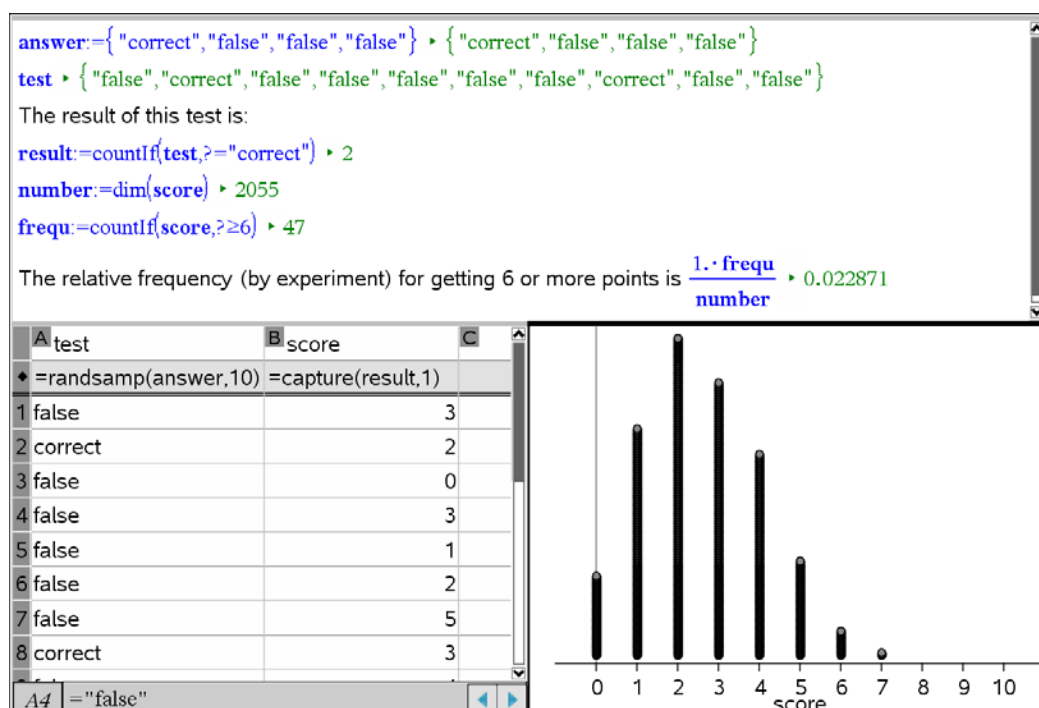 answer:={"correct","false","false","false"} ▸ {"correct","false","false","false"}
test ▸ {"false","correct","false","false","false","false","false","correct","false","false"}
The result of this test is:
result:=countIf(test,?="correct") ▸ 2
number:=dim(score) ▸ 2055
frequ:=countIf(score,?≥6) ▸ 47
The relative frequency (by experiment) for getting 6 or more points is 1.·frequ/number ▸ 0.022871
A test B score C
◆ =randsamp(answer,10) =capture(result,1)
1 false 3
2 correct 2
3 false 0
4 false 3
5 false 1
6 false 2
7 false 5
8 correct 3
A4 ="false"
0 1 2 3 4 5 6 7 8 9 10
score